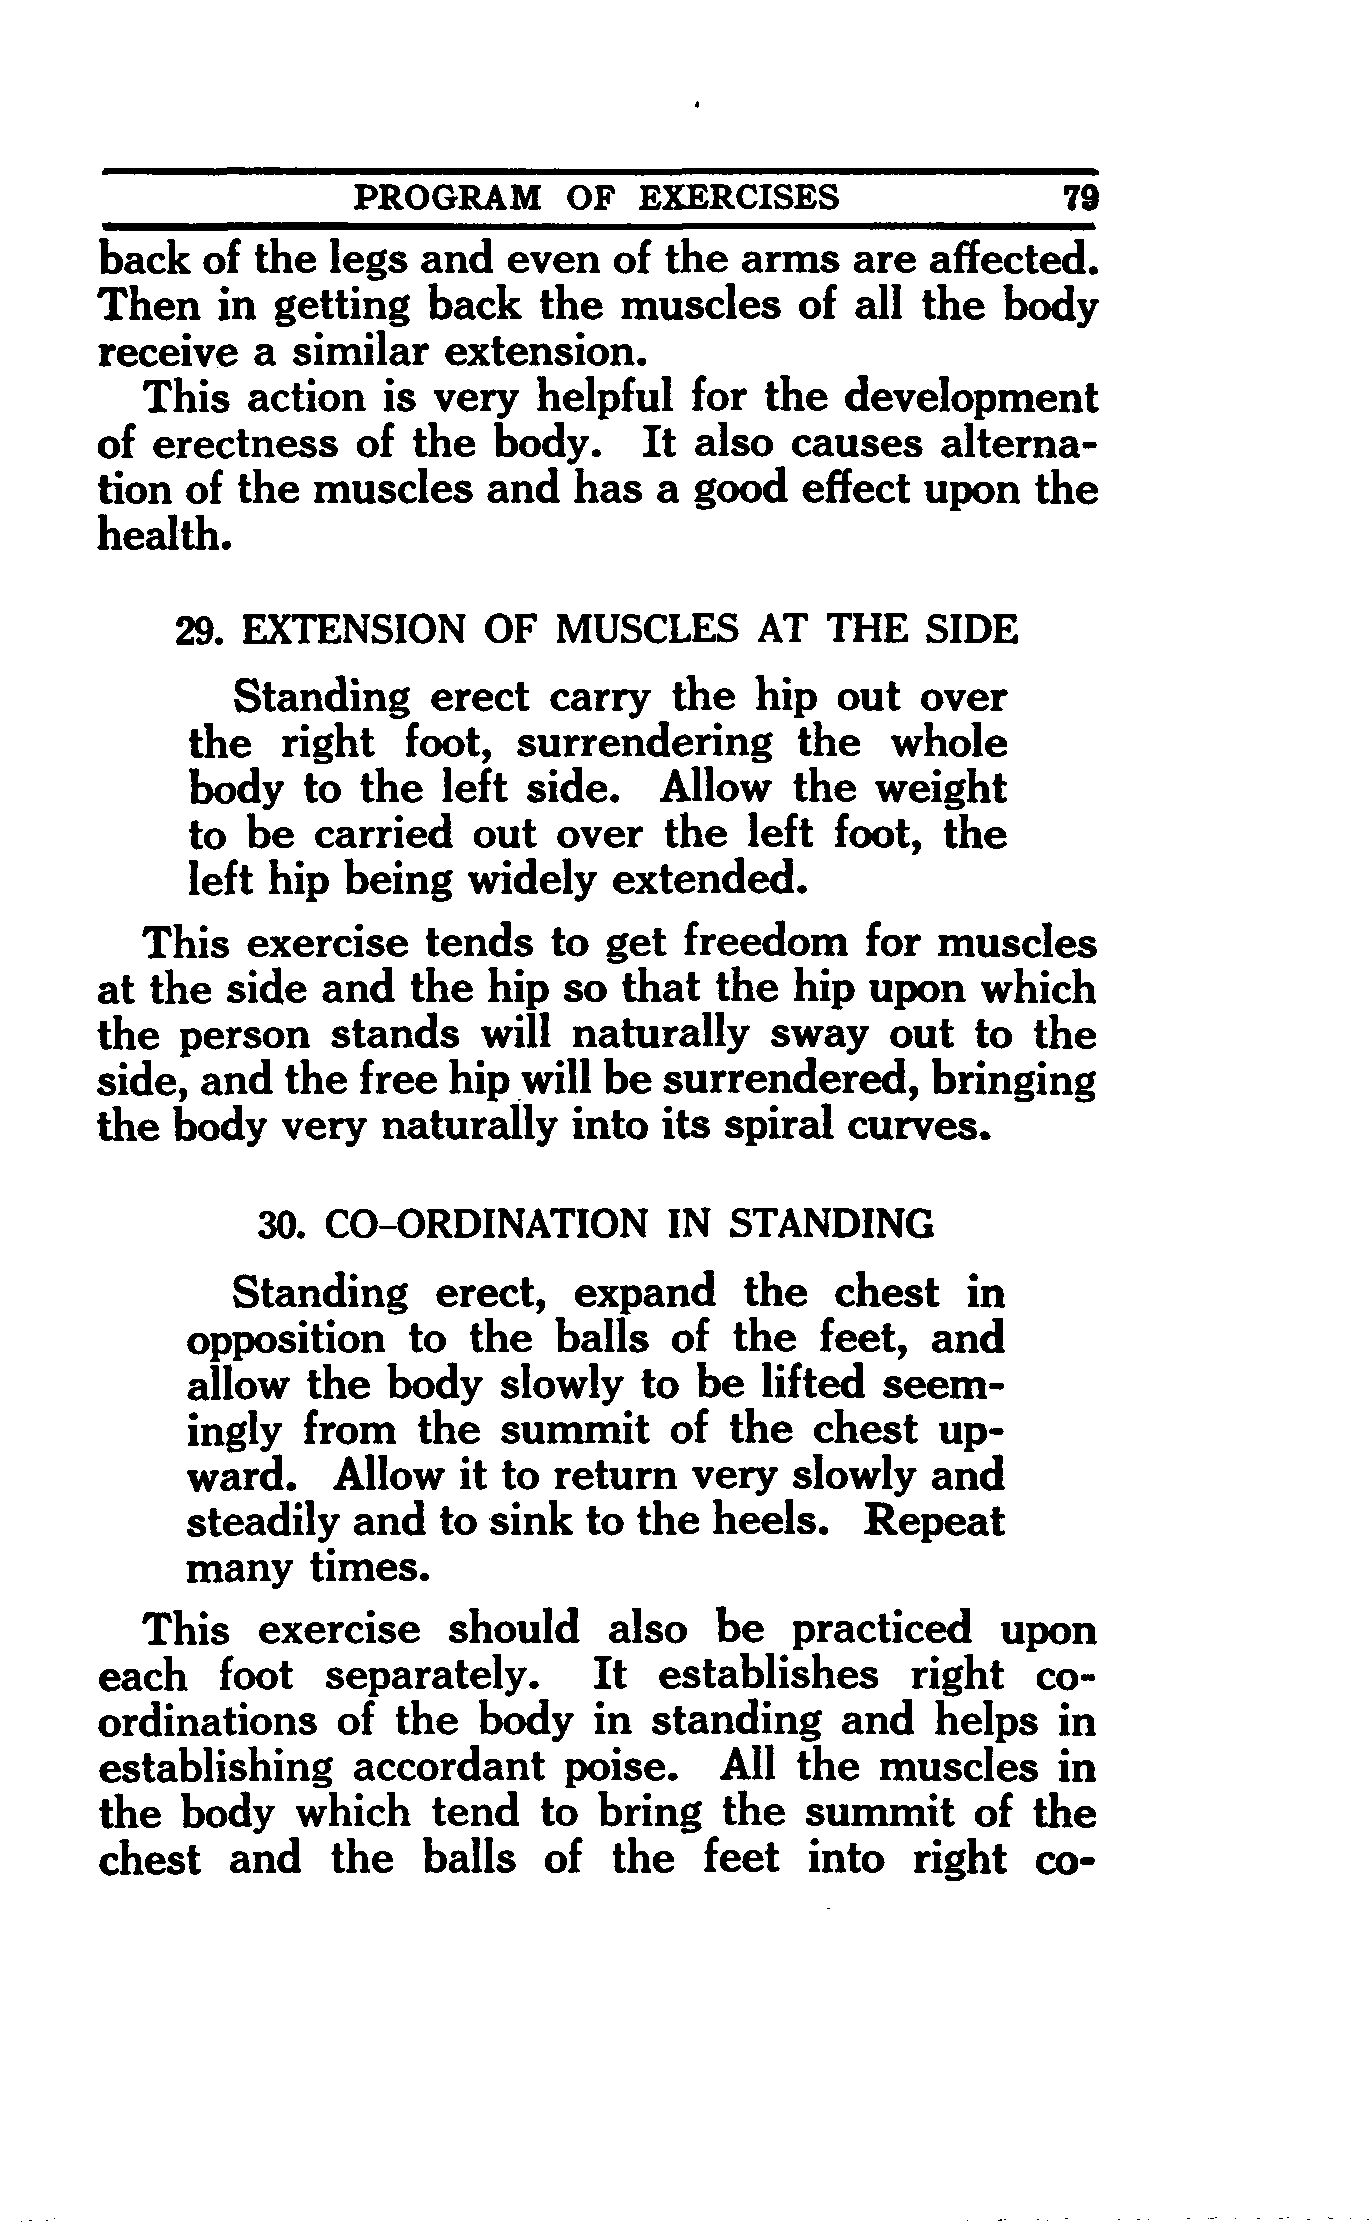 PROGRAM OF EXERCISES 79
back of the legs and even of the arms are affected.
Then in getting back the muscles of all the body
receive a similar extension.
This action is very helpful for the development
of erectness of the body. It also causes alterna-
tion of the muscles and has a good effect upon the
health.
29. EXTENSION OF MUSCLES AT THE SIDE
Standing erect carry the hip out over
the right foot, surrendering the whole
body to the left side. Allow the weight
to be carried out over the left foot, the
left hip being widely extended.
This exercise tends to get freedom for muscles
at the side and the hip so that the hip upon which
the person stands will naturally sway out to the
side, and the free hip will be surrendered, bringing
the body very naturally into its spiral curves.
30. CO-ORDINATION IN STANDING
Standing erect, expand the chest in
opposition to the balls of the feet, and
allow the body slowly to be lifted seem-
ingly from the summit of the chest up-
ward. Allow it to return very slowly and
steadily and to sink to the heels. Repeat
many times.
This exercise should also be practiced upon
each foot separately. It establishes right co-
ordinations of the body in standing and helps in
establishing accordant poise. All the muscles in
the body which tend to bring the summit of the
chest and the balls of the feet into right co-